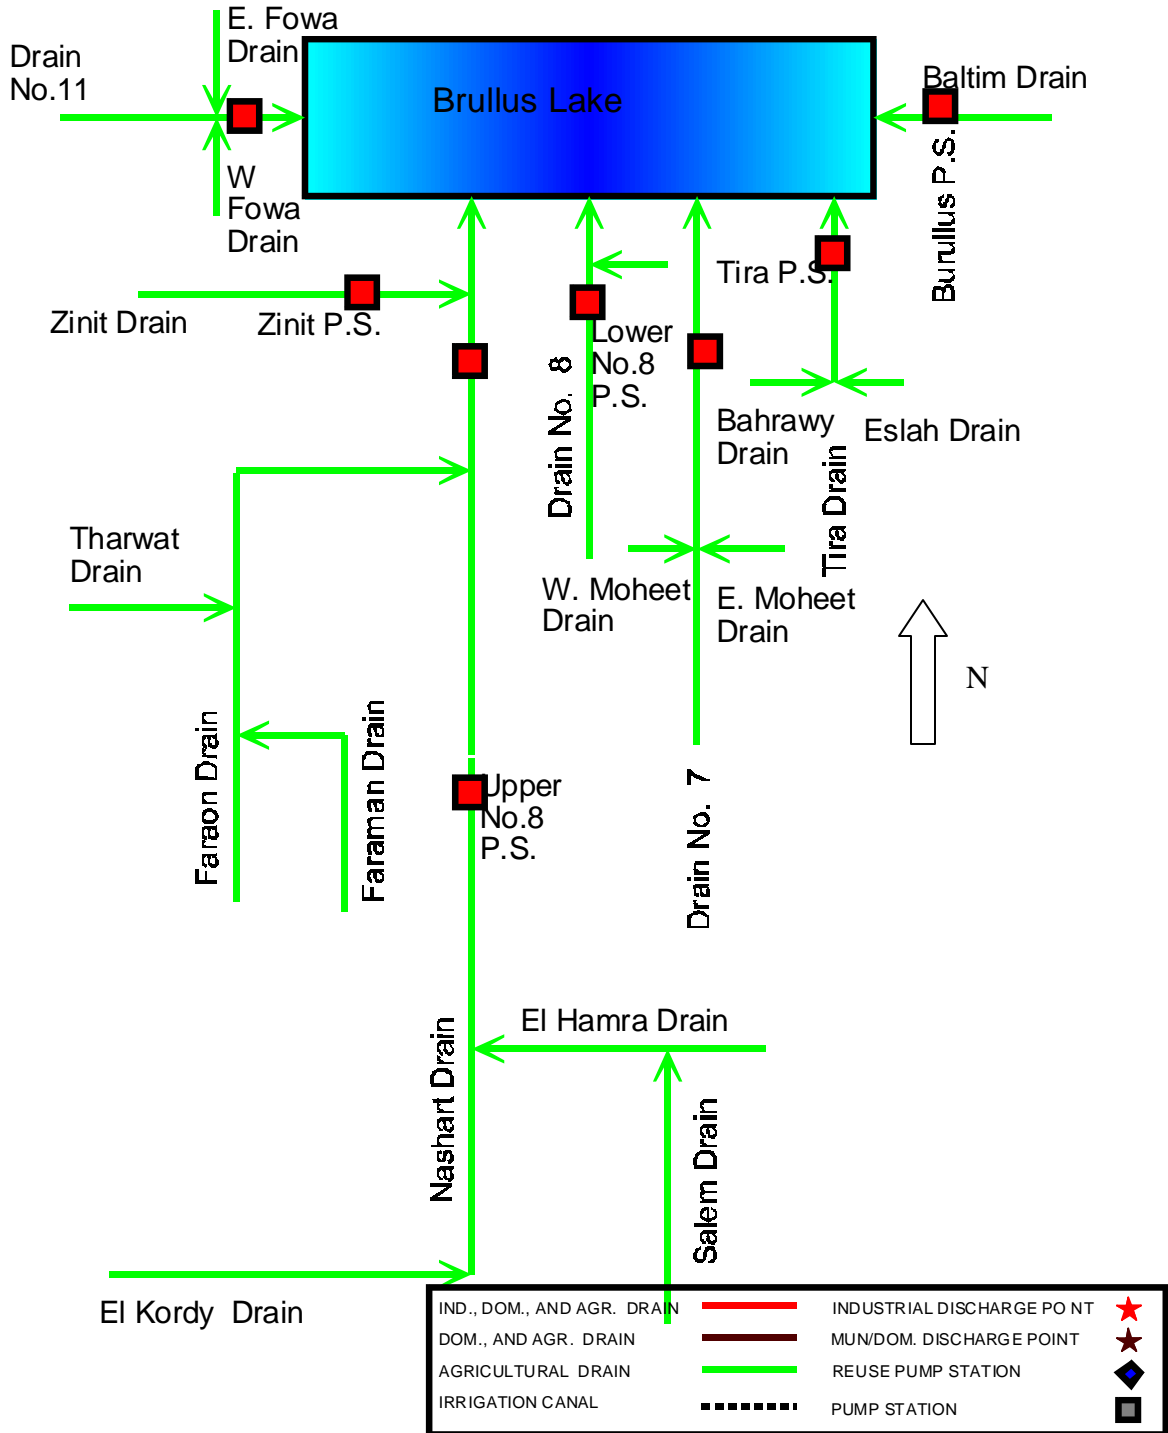 E. Fowa
Drain
Drain
No.11
Brullus Lake
Baltim Drain
W
Fowa
Drain
Burullus P.S.
Tira P.S.
Zinit Drain
Zinit P.S.
Lower
No.8
P.S.
Drain No. 8
Bahrawy
Drain
Eslah Drain
Tira Drain
Tharwat
Drain
W. Moheet
Drain
E. Moheet
Drain
N
Faraon Drain
Faraman Drain
Upper
No.8
P.S.
Drain No. 7
El Hamra Drain
Nashart Drain
Salem Drain
El Kordy Drain
IND., DOM., AND AGR. DRAIN
INDUSTRIAL DISCHARGE PO NT
DOM., AND AGR. DRAIN
MUN/DOM. DISCHARGE POINT
AGRICULTURAL DRAIN
REUSE PUMP STATION
IRRIGATION CANAL
PUMP STATION